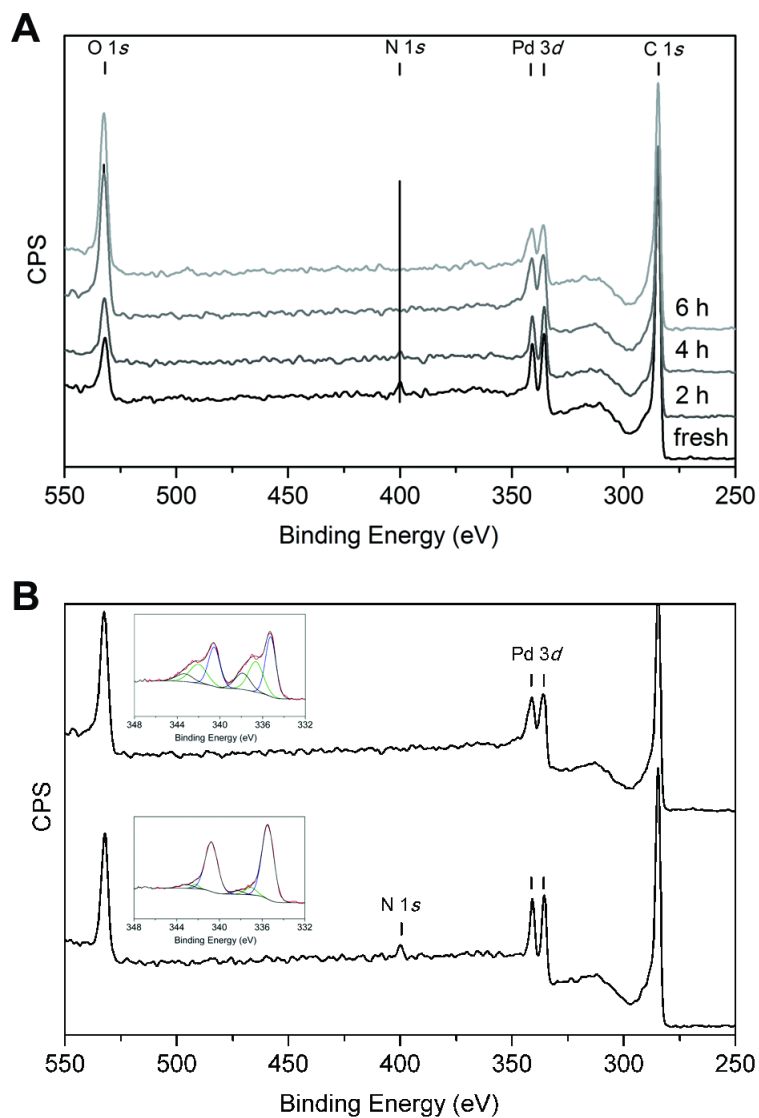 A
O 1s
N 1s
Pd 3d
C 1s
CPS
6 h
4 h
2 h
fresh
550 500 450 400 350 300 250
Binding Energy (eV)
B
Pd 3d
348 344 340 336 332
Binding Energy (eV)
CPS
348 344 340 336 332
Binding Energy (eV)
N 1s
550 500 450 400 350 300 250
Binding Energy (eV)